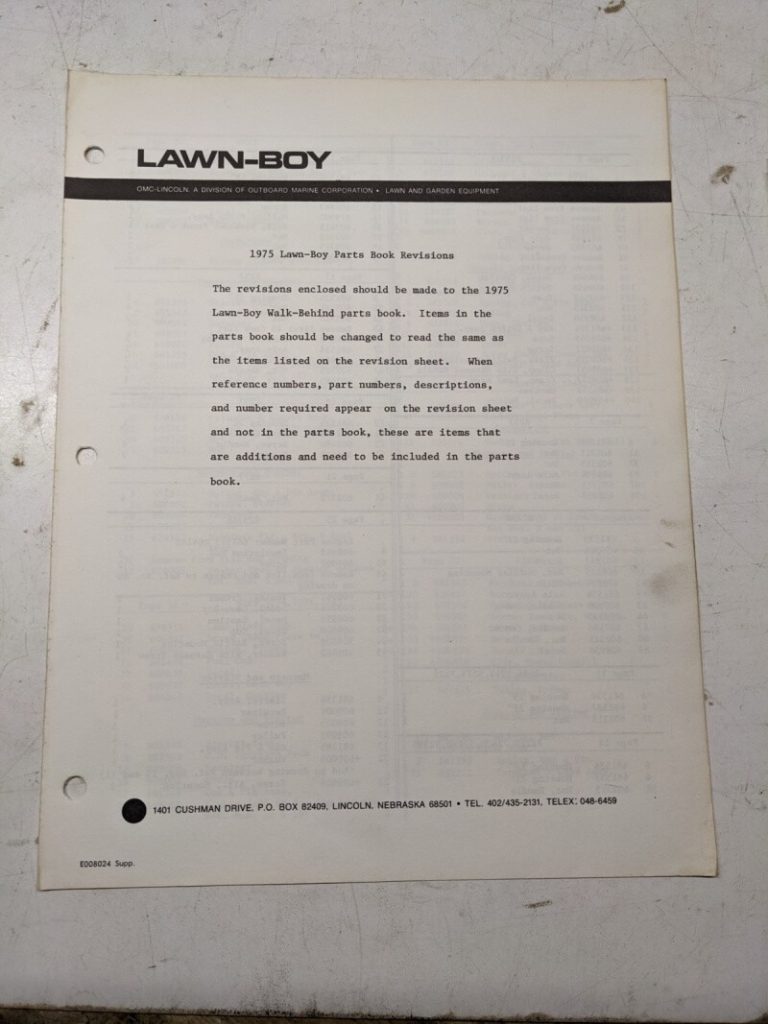 LAWN-BOY
OMC-LINCOLN, A DIVISION OF OUTBOARD MARINE CORPORATION • LAWN AND GARDEN EQUIPMENT
1975 Lawn-Boy Parts Book Revisions
The revisions enclosed should be made to the 1975
Lawn-Boy Walk-Behind parts book. Items in the
parts book should be changed to read the same as
the items listed on the revision sheet. When
reference numbers, part numbers, descriptions,
and number required appear on the revision sheet
and not in the parts book, these are items that
are additions and need to be included in the parts
book.
1401 CUSHMAN DRIVE, P.O. BOX 82409, LINCOLN, NEBRASKA 68501 • TEL. 402/435-2131, TELEX: 048-6459
E008024 Supp.